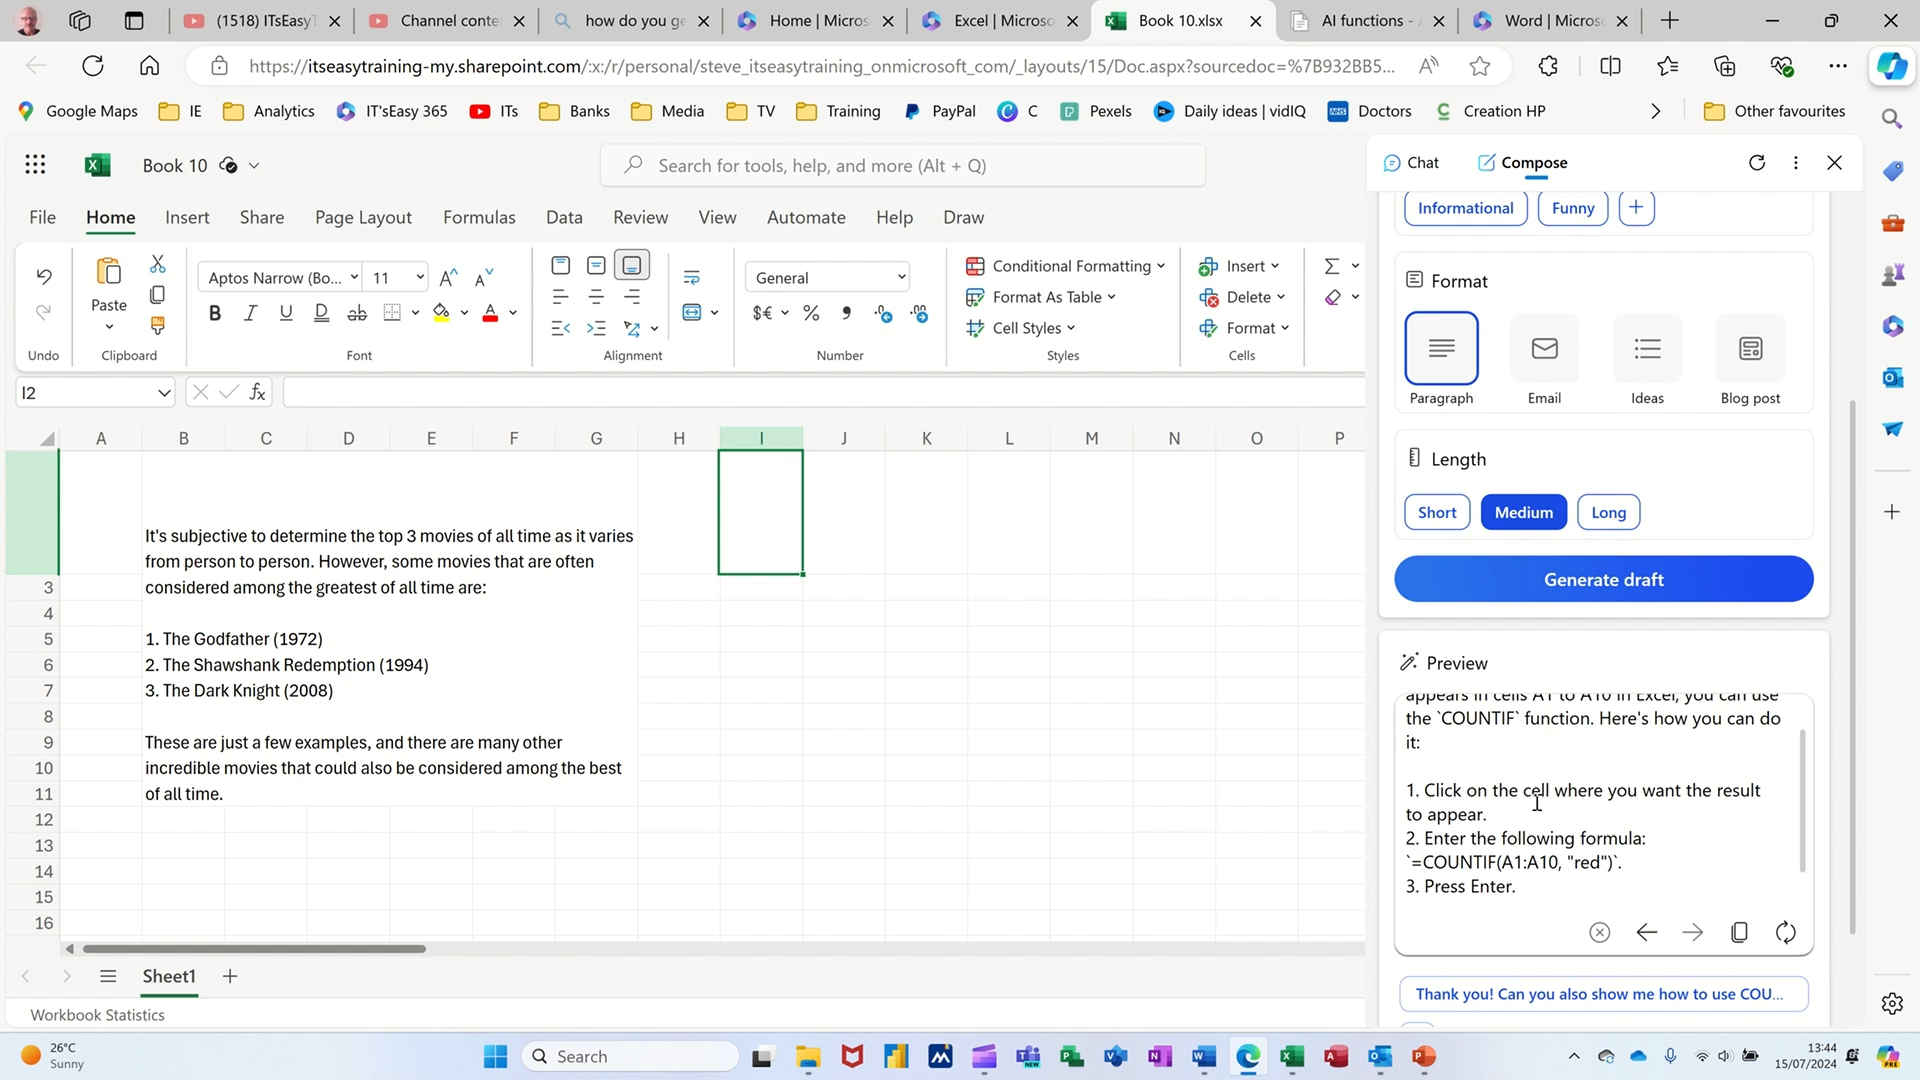 (1518) ITsEasyT
Channel conte
how do you ge
Home | Micros
Excel | Microso
Book 10.xlsx
AI functions - A
Word | Micros
https://itseasytraining-my.sharepoint.com/:x:/r/personal/steve_itseasytraining_onmicrosoft_com/_layouts/15/Doc.aspx?sourcedoc=%7B932BB5...
Google Maps
IE
Analytics
IT'sEasy 365
ITs
Banks
Media
TV
Training
PayPal
C
Pexels
Daily ideas | vidIQ
Doctors
Creation HP
Other favourites
Book 10
Search for tools, help, and more (Alt + Q)
File Home Insert Share Page Layout Formulas Data Review View Automate Help Draw
Paste
Aptos Narrow (Bo...
11
General
Conditional Formatting
Format As Table
Cell Styles
Insert
Delete
Format
Undo
Clipboard
Font
Alignment
Number
Styles
Cells
I2
A B C D E F G H I J K L M N O P
It's subjective to determine the top 3 movies of all time as it varies
from person to person. However, some movies that are often
3 considered among the greatest of all time are:
4
5 1. The Godfather (1972)
6 2. The Shawshank Redemption (1994)
7 3. The Dark Knight (2008)
8
9 These are just a few examples, and there are many other
10 incredible movies that could also be considered among the best
11 of all time.
12
13
14
15
16
Sheet1
Workbook Statistics
Chat
Compose
Informational
Funny
Format
Paragraph
Email
Ideas
Blog post
Length
Short
Medium
Long
Generate draft
Preview
appears in cells A1 to A10 in Excel, you can use
the `COUNTIF` function. Here's how you can do
it:
1. Click on the cell where you want the result
to appear.
2. Enter the following formula:
`=COUNTIF(A1:A10, "red")`.
3. Press Enter.
Thank you! Can you also show me how to use COU...
26°C
Sunny
Search
13:44
15/07/2024